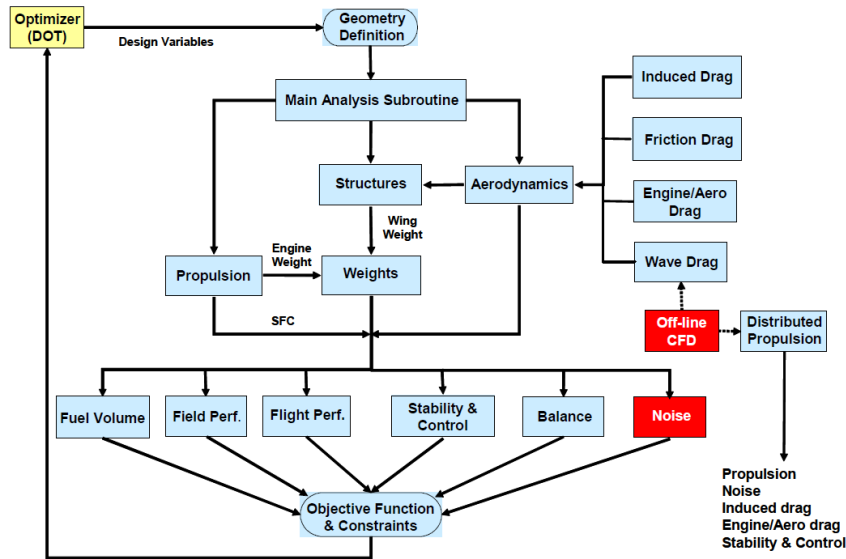 Optimizer
(DOT)
Design Variables
Geometry
Definition
Main Analysis Subroutine
Induced Drag
Friction Drag
Structures
Aerodynamics
Engine/Aero
Drag
Wing
Weight
Engine
Weight
Propulsion
Weights
Wave Drag
SFC
Off-line
CFD
Distributed
Propulsion
Fuel Volume
Field Perf.
Flight Perf.
Stability &
Control
Balance
Noise
Propulsion
Noise
Induced drag
Engine/Aero drag
Stability & Control
Objective Function
& Constraints